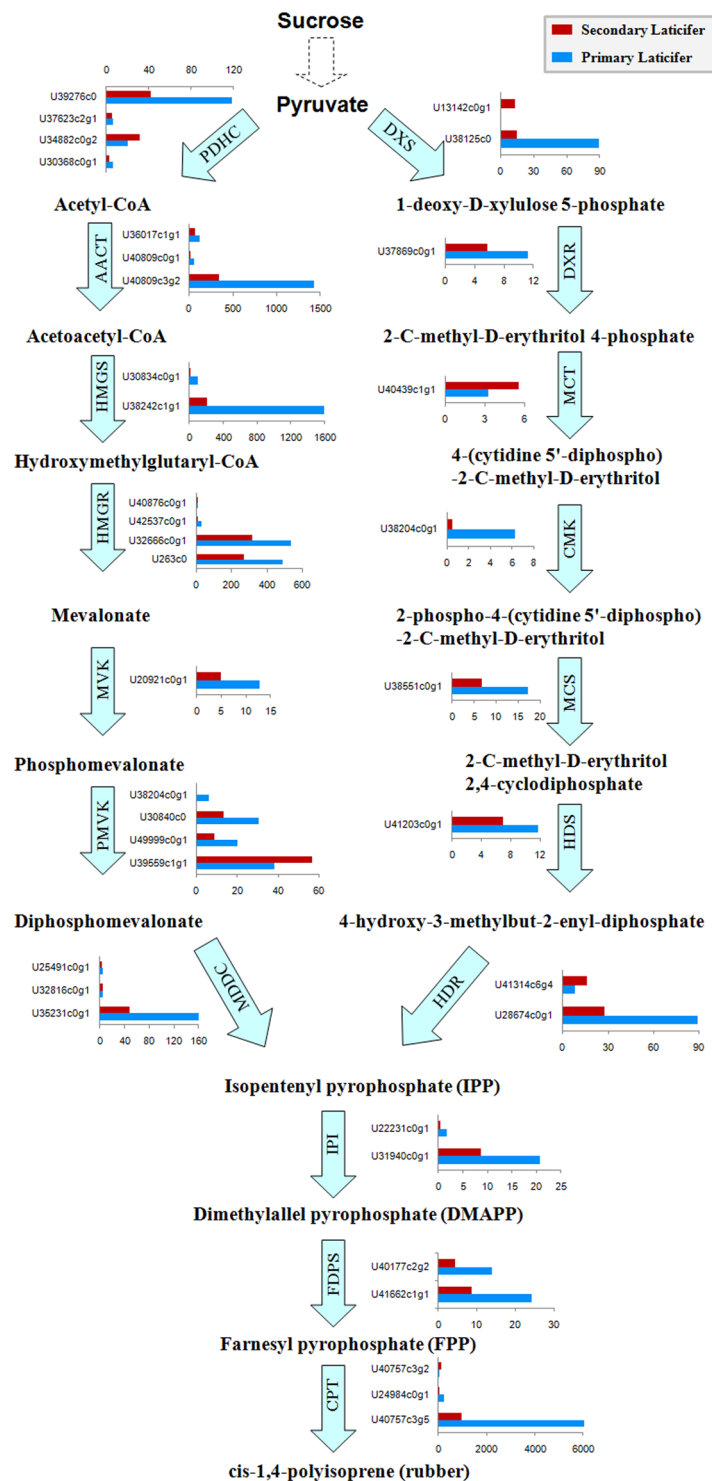 Sucrose
Secondary Laticifer
Primary Laticifer
0 40 80 120
U39276c0
U37623c2g1
U34882c0g2
U30368c0g1
Pyruvate
PDHC
DXS
U13142c0g1
U38125c0
0 30 60 90
Acetyl-CoA
1-deoxy-D-xylulose 5-phosphate
AACT
U36017c1g1
U40809c0g1
U40809c3g2
0 500 1000 1500
U37869c0g1
0 4 8 12
DXR
Acetoacetyl-CoA
2-C-methyl-D-erythritol 4-phosphate
HMGS
U30834c0g1
U38242c1g1
0 400 800 1200 1600
U40439c1g1
0 3 6
MCT
Hydroxymethylglutaryl-CoA
4-(cytidine 5'-diphospho)
-2-C-methyl-D-erythritol
HMGR
U40876c0g1
U42537c0g1
U32666c0g1
U263c0
0 200 400 600
U38204c0g1
0 2 4 6 8
CMK
Mevalonate
2-phospho-4-(cytidine 5'-diphospho)
-2-C-methyl-D-erythritol
MVK
U20921c0g1
0 5 10 15
U38551c0g1
0 5 10 15 20
MCS
Phosphomevalonate
2-C-methyl-D-erythritol
2,4-cyclodiphosphate
PMVK
U38204c0g1
U30840c0
U49999c0g1
U39559c1g1
0 20 40 60
U41203c0g1
0 4 8 12
HDS
Diphosphomevalonate
4-hydroxy-3-methylbut-2-enyl-diphosphate
U25491c0g1
U32816c0g1
U35231c0g1
0 40 80 120 160
MDDC
HDR
U41314c6g4
U28674c0g1
0 30 60 90
Isopentenyl pyrophosphate (IPP)
IPI
U22231c0g1
U31940c0g1
0 5 10 15 20 25
Dimethylallel pyrophosphate (DMAPP)
FDPS
U40177c2g2
U41662c1g1
0 10 20 30
Farnesyl pyrophosphate (FPP)
CPT
U40757c3g2
U24984c0g1
U40757c3g5
0 2000 4000 6000
cis-1,4-polyisoprene (rubber)